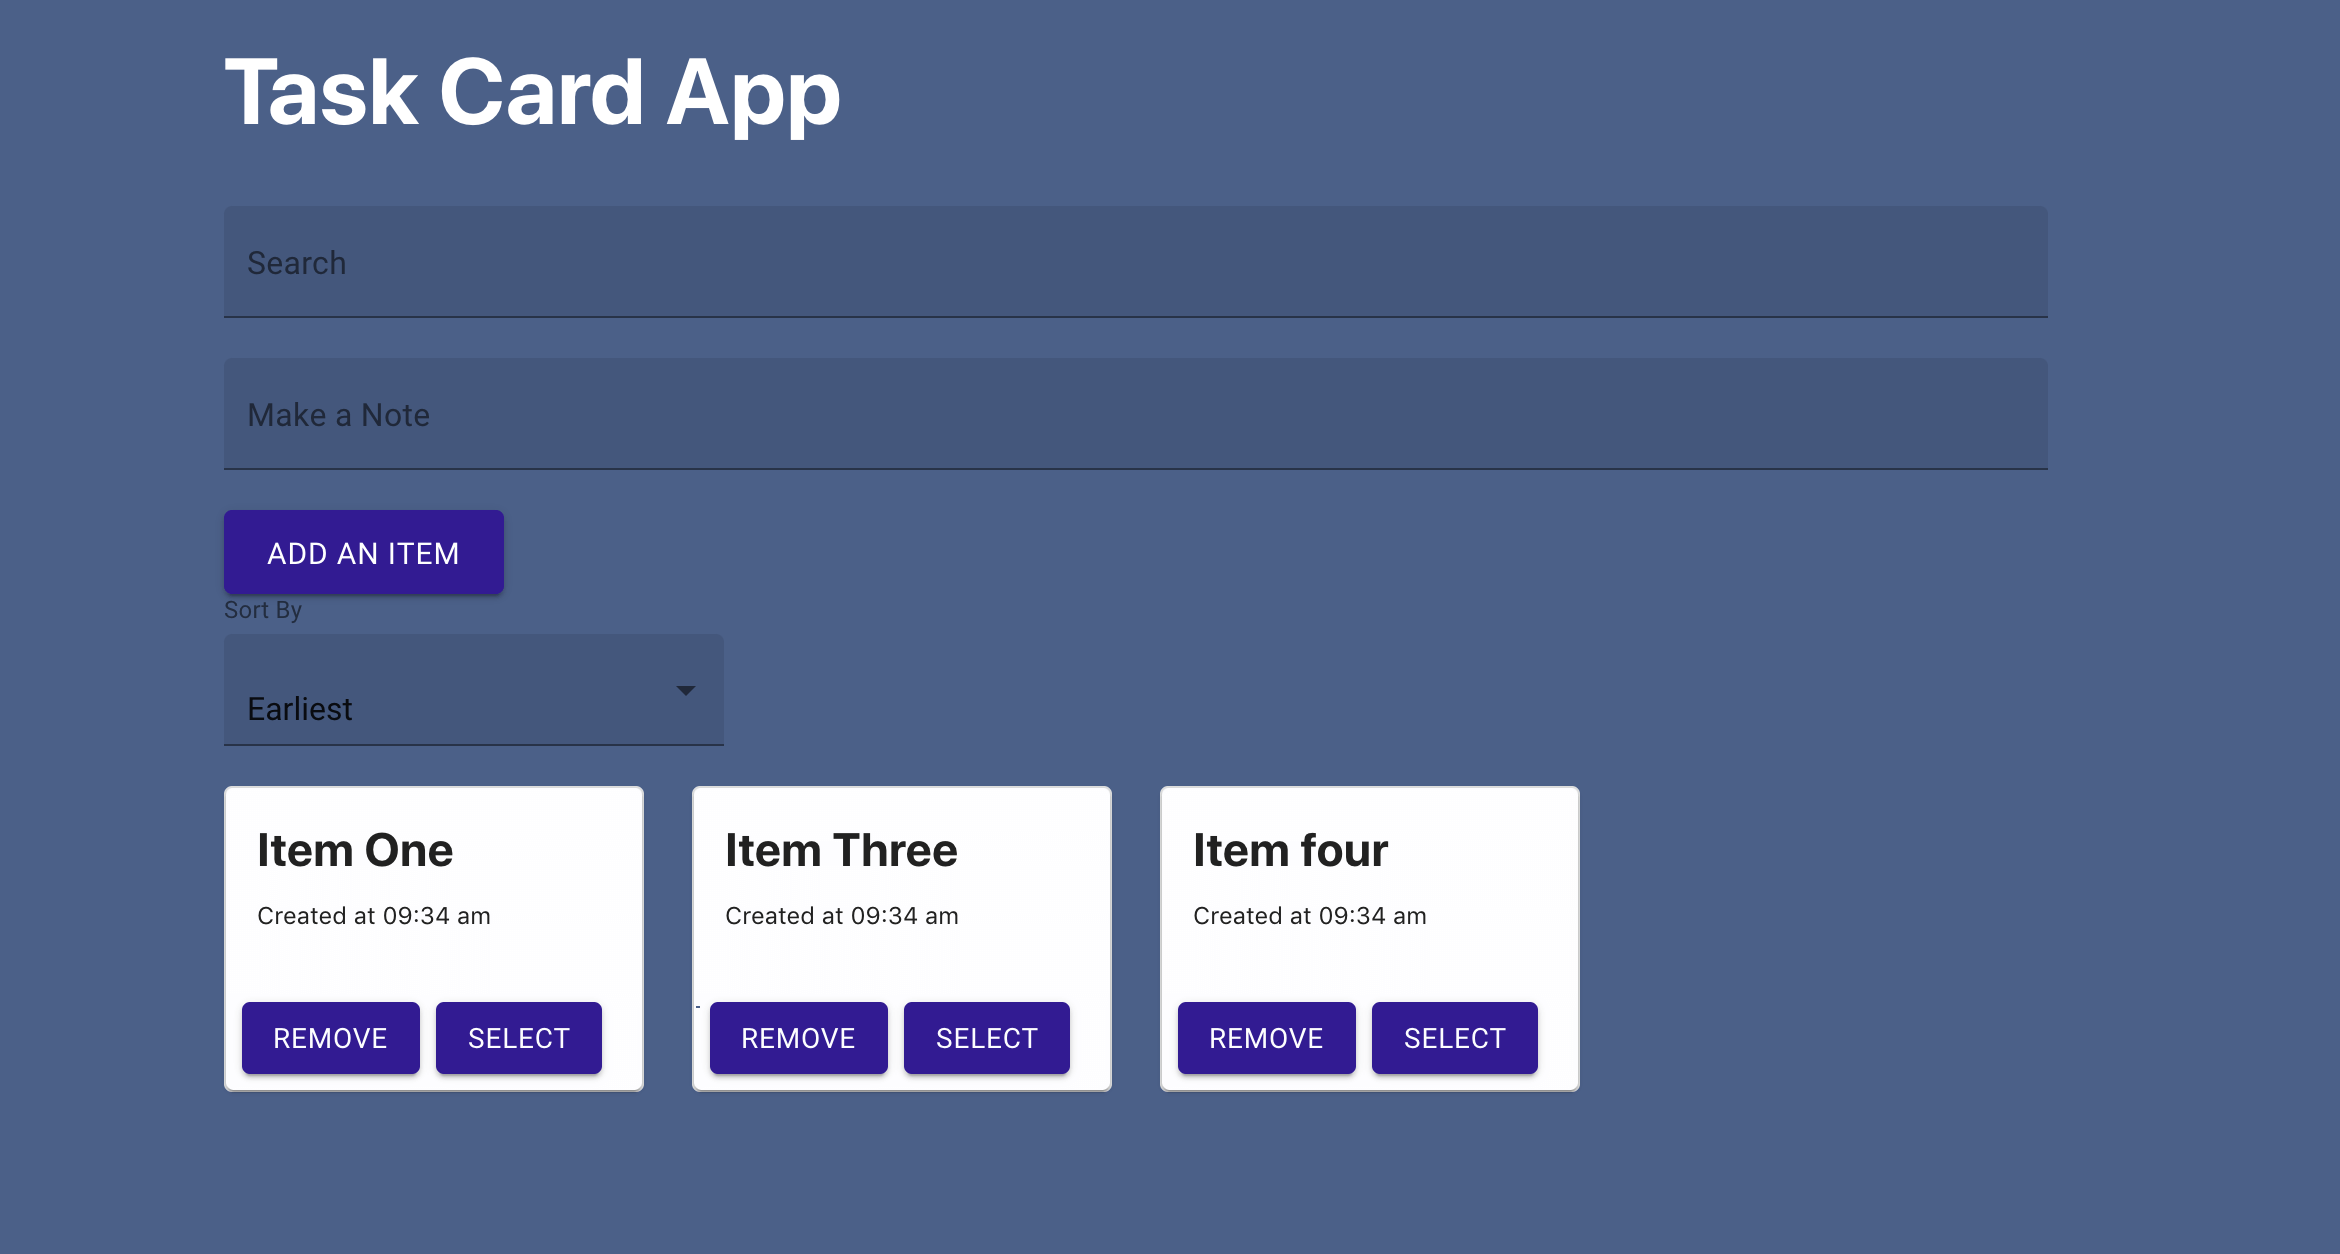 Task Card App
Search
Make a Note
ADD AN ITEM
Sort By
Earliest
Item One
Created at 09:34 am
REMOVE SELECT
Item Three
Created at 09:34 am
REMOVE SELECT
Item four
Created at 09:34 am
REMOVE SELECT